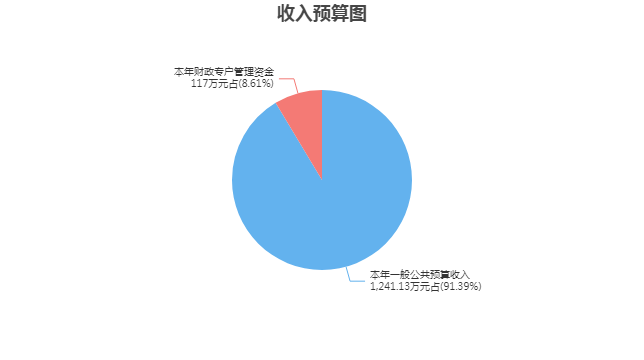 收入预算图
本年财政专户管理资金
117万元占(8.61%)
本年一般公共预算收入
1,241.13万元占(91.39%)